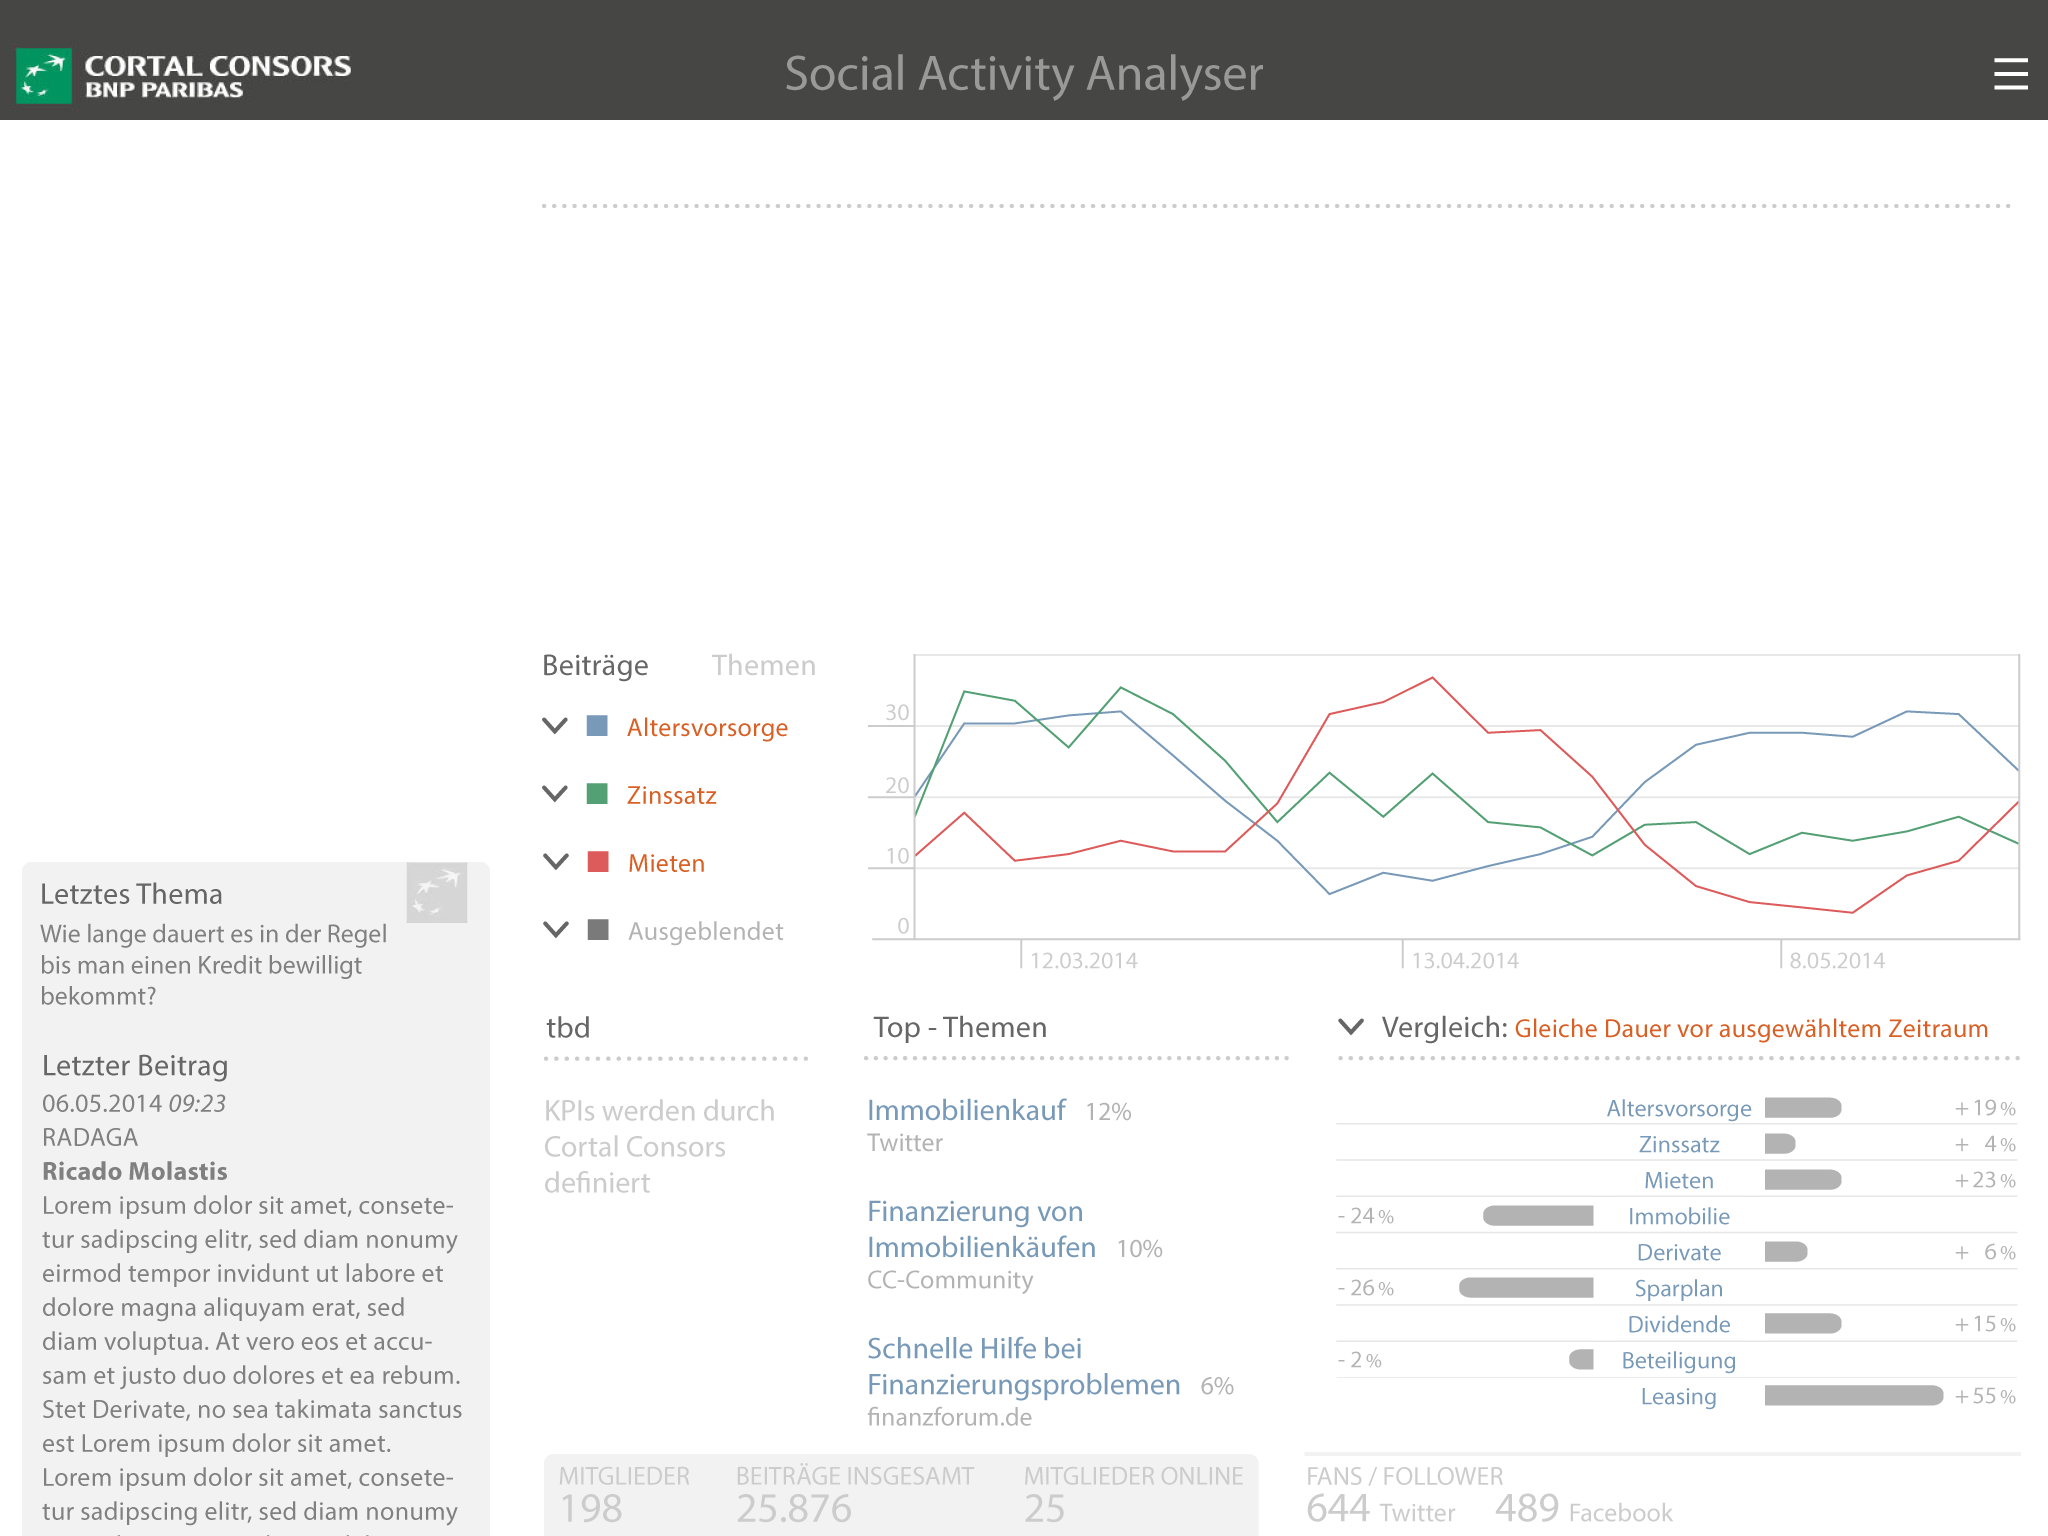 CORTAL CONSORS
BNP PARIBAS
Social Activity Analyser
Beiträge
Themen
Altersvorsorge
Zinssatz
Mieten
Ausgeblendet
30
20
10
0
12.03.2014
13.04.2014
8.05.2014
Letztes Thema
Wie lange dauert es in der Regel
bis man einen Kredit bewilligt
bekommt?
Letzter Beitrag
06.05.2014 09:23
RADAGA
Ricado Molastis
Lorem ipsum dolor sit amet, consete-
tur sadipscing elitr, sed diam nonumy
eirmod tempor invidunt ut labore et
dolore magna aliquyam erat, sed
diam voluptua. At vero eos et accu-
sam et justo duo dolores et ea rebum.
Stet Derivate, no sea takimata sanctus
est Lorem ipsum dolor sit amet.
Lorem ipsum dolor sit amet, consete-
tur sadipscing elitr, sed diam nonumy
tbd
KPIs werden durch
Cortal Consors
definiert
Top - Themen
Immobilienkauf 12%
Twitter
Finanzierung von
Immobilienkäufen 10%
CC-Community
Schnelle Hilfe bei
Finanzierungsproblemen 6%
finanzforum.de
Vergleich: Gleiche Dauer vor ausgewähltem Zeitraum
Altersvorsorge + 19 %
Zinssatz + 4 %
Mieten + 23 %
- 24 % Immobilie
Derivate + 6 %
- 26 % Sparplan
Dividende + 15 %
- 2 % Beteiligung
Leasing + 55 %
MITGLIEDER
198
BEITRÄGE INSGESAMT
25.876
MITGLIEDER ONLINE
25
FANS / FOLLOWER
644 Twitter 489 Facebook